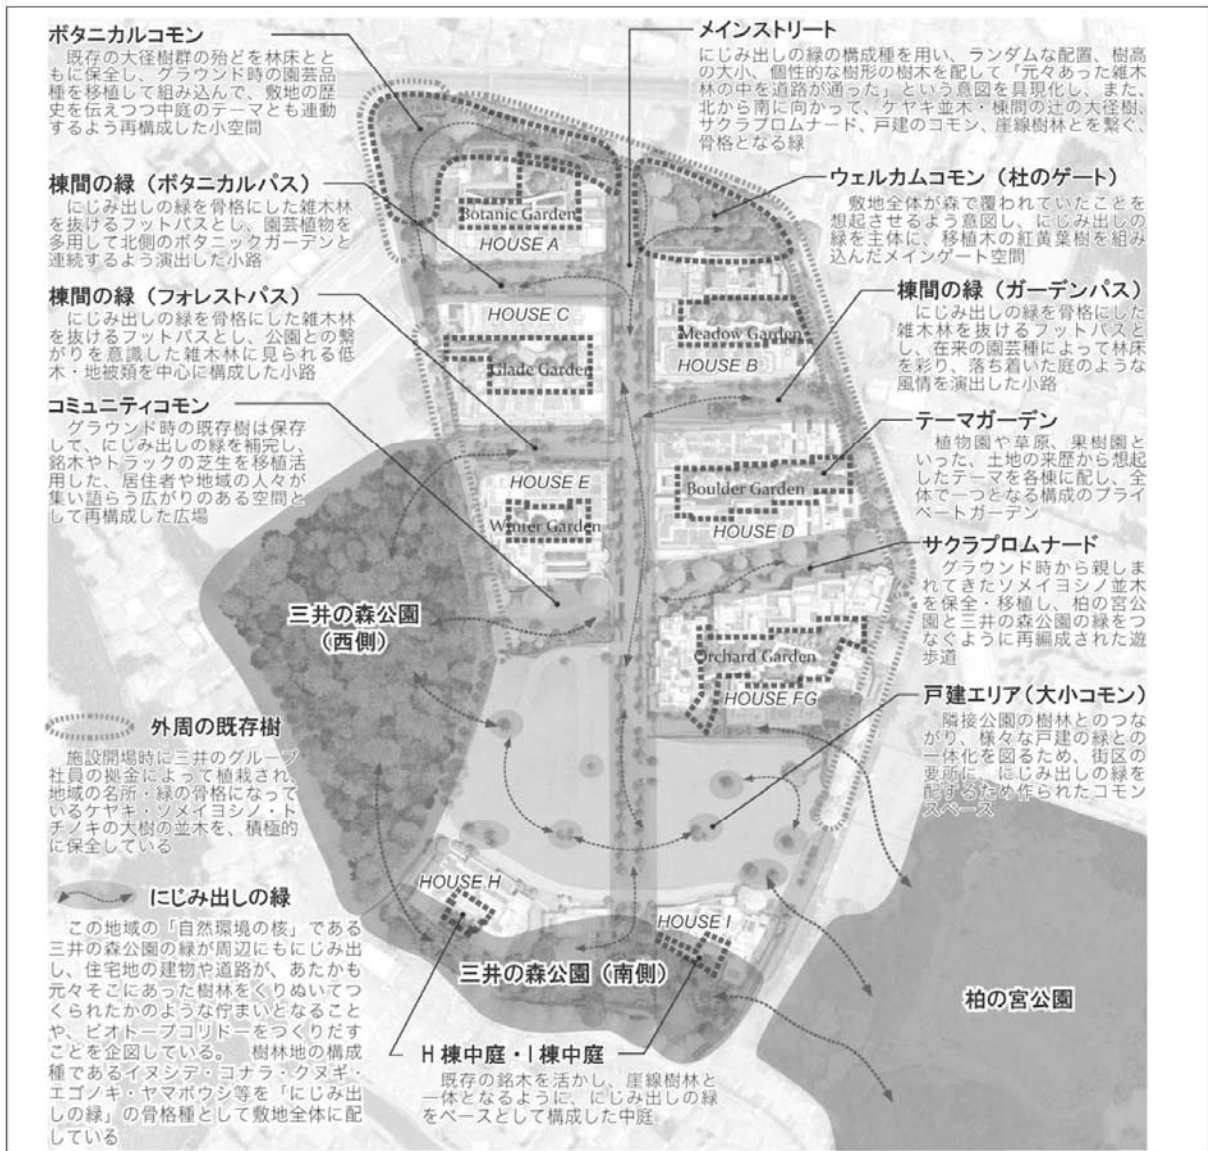 ボタニカルコモン
既存の大径樹群の殆どを林床とと
もに保全し、グラウンド時の園芸品
種を移植して組み込んで、敷地の歴
史を伝えつつ中庭のテーマとも連動
するよう再構成した小空間
棟間の緑（ボタニカルパス）
にじみ出しの緑を骨格にした雑木林
を抜けるフットパスとし、園芸植物を
多用して北側のボタニックガーデンと
連続するよう演出した小路
棟間の緑（フォレストパス）
にじみ出しの緑を骨格にした雑木林
を抜けるフットパスとし、公園との繋
がりを意識した雑木林に見られる低
木・地被類を中心に構成した小路
コミュニティコモン
グラウンド時の既存樹は保存
して、にじみ出しの緑を補完し、
銘木やトラックの芝生を移植活
用した、居住者や地域の人々が
集い語らう広がりのある空間と
して再構成した広場
外周の既存樹
施設開場時に三井のグループ
社員の拠金によって植栽され、
地域の名所・緑の骨格になって
いるケヤキ・ソメイヨシノ・ト
チノキの大樹の並木を、積極的
に保全している
にじみ出しの緑
この地域の「自然環境の核」である
三井の森公園の緑が周辺にもにじみ出
し、住宅地の建物や道路が、あたかも
元々そこにあった樹林をくりぬいてつ
くられたかのような佇まいとなること
や、ビオトープコリドーをつくりだす
ことを企図している。 樹林地の構成
種であるイヌシデ・コナラ・クヌギ・
エゴノキ・ヤマボウシ等を「にじみ出
しの緑」の骨格種として敷地全体に配
している
メインストリート
にじみ出しの緑の構成種を用い、ランダムな配置、樹高
の大小、個性的な樹形の樹木を配して「元々あった雑木
林の中を道路が通った」という意図を具現化し、また、
北から南に向かって、ケヤキ並木・棟間の辻の大径樹、
サクラプロムナード、戸建のコモン、崖線樹林とを繋ぐ、
骨格となる緑
ウェルカムコモン（杜のゲート）
敷地全体が森で覆われていたことを
想起させるよう意図し、にじみ出しの
緑を主体に、移植木の紅黄葉樹を組み
込んだメインゲート空間
棟間の緑（ガーデンパス）
にじみ出しの緑を骨格にした
雑木林を抜けるフットパスと
し、在来の園芸種によって林床
を彩り、落ち着いた庭のような
風情を演出した小路
テーマガーデン
植物園や草原、果樹園と
いった、土地の来歴から想起
したテーマを各棟に配し、全
体で一つとなる構成のプライ
ベートガーデン
サクラプロムナード
グラウンド時から親しま
れてきたソメイヨシノ並木
を保全・移植し、柏の宮公
園と三井の森公園の緑をつ
なぐように再編成された遊
歩道
戸建エリア（大小コモン）
隣接公園の樹林とのつな
がり、様々な戸建の緑との
一体化を図るため、街区の
要所に、にじみ出しの緑を
配するため作られたコモン
スペース
Botanic Garden
HOUSE A
HOUSE C
Glade Garden
Meadow Garden
HOUSE B
HOUSE E
Winter Garden
Boulder Garden
HOUSE D
Orchard Garden
HOUSE FG
三井の森公園
（西側）
HOUSE H
HOUSE I
三井の森公園（南側）
柏の宮公園
H棟中庭・I棟中庭
既存の銘木を活かし、崖線樹林と
一体となるように、にじみ出しの緑
をベースとして構成した中庭